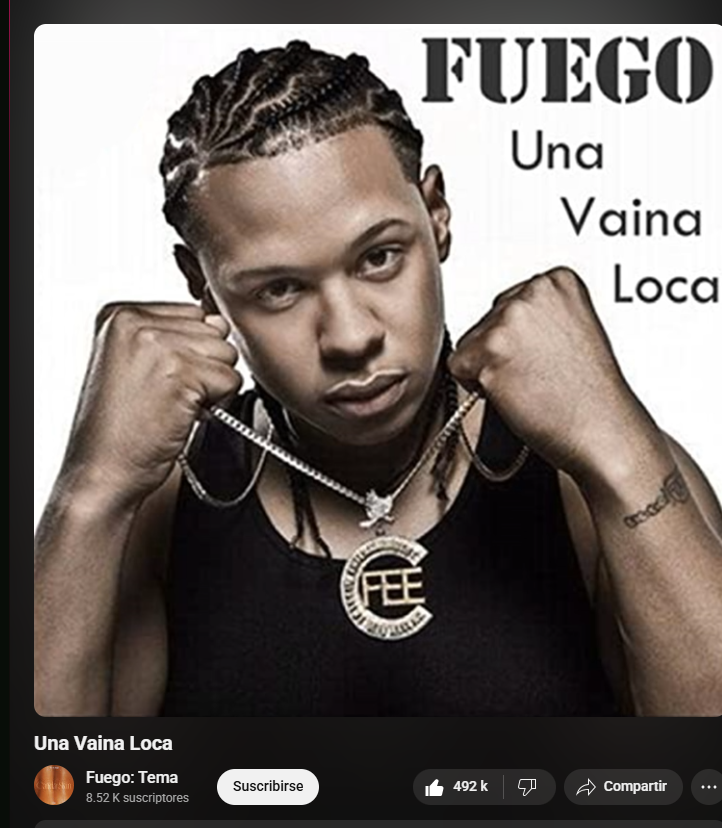 FUEGO
Una
Vaina
Loca
FEE
Una Vaina Loca
Fuego: Tema
8.52 K suscriptores
Suscribirse
492 k
Compartir